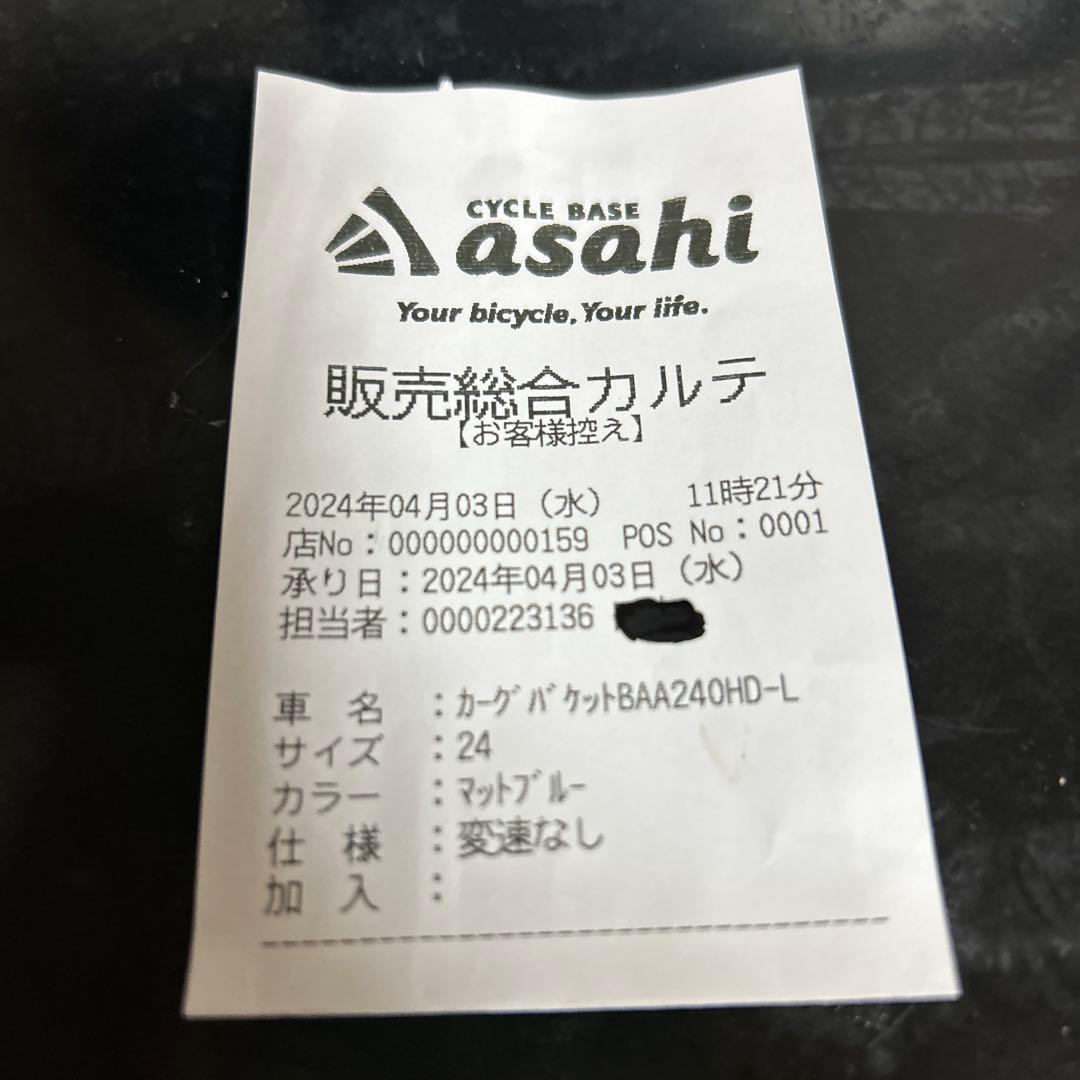 CYCLE BASE
asahi
Your bicycle, Your life.
販売総合カルテ
【お客様控え】
2024年04月03日（水） 11時21分
店No：000000000159 POS No：0001
承り日：2024年04月03日（水）
担当者：0000223136
車 名 ：ｶｰｸﾞﾊﾞｹｯﾄBAA240HD-L
サイズ ：24
カラー ：ﾏｯﾄﾌﾞﾙｰ
仕 様 ：変速なし
加 入 ：